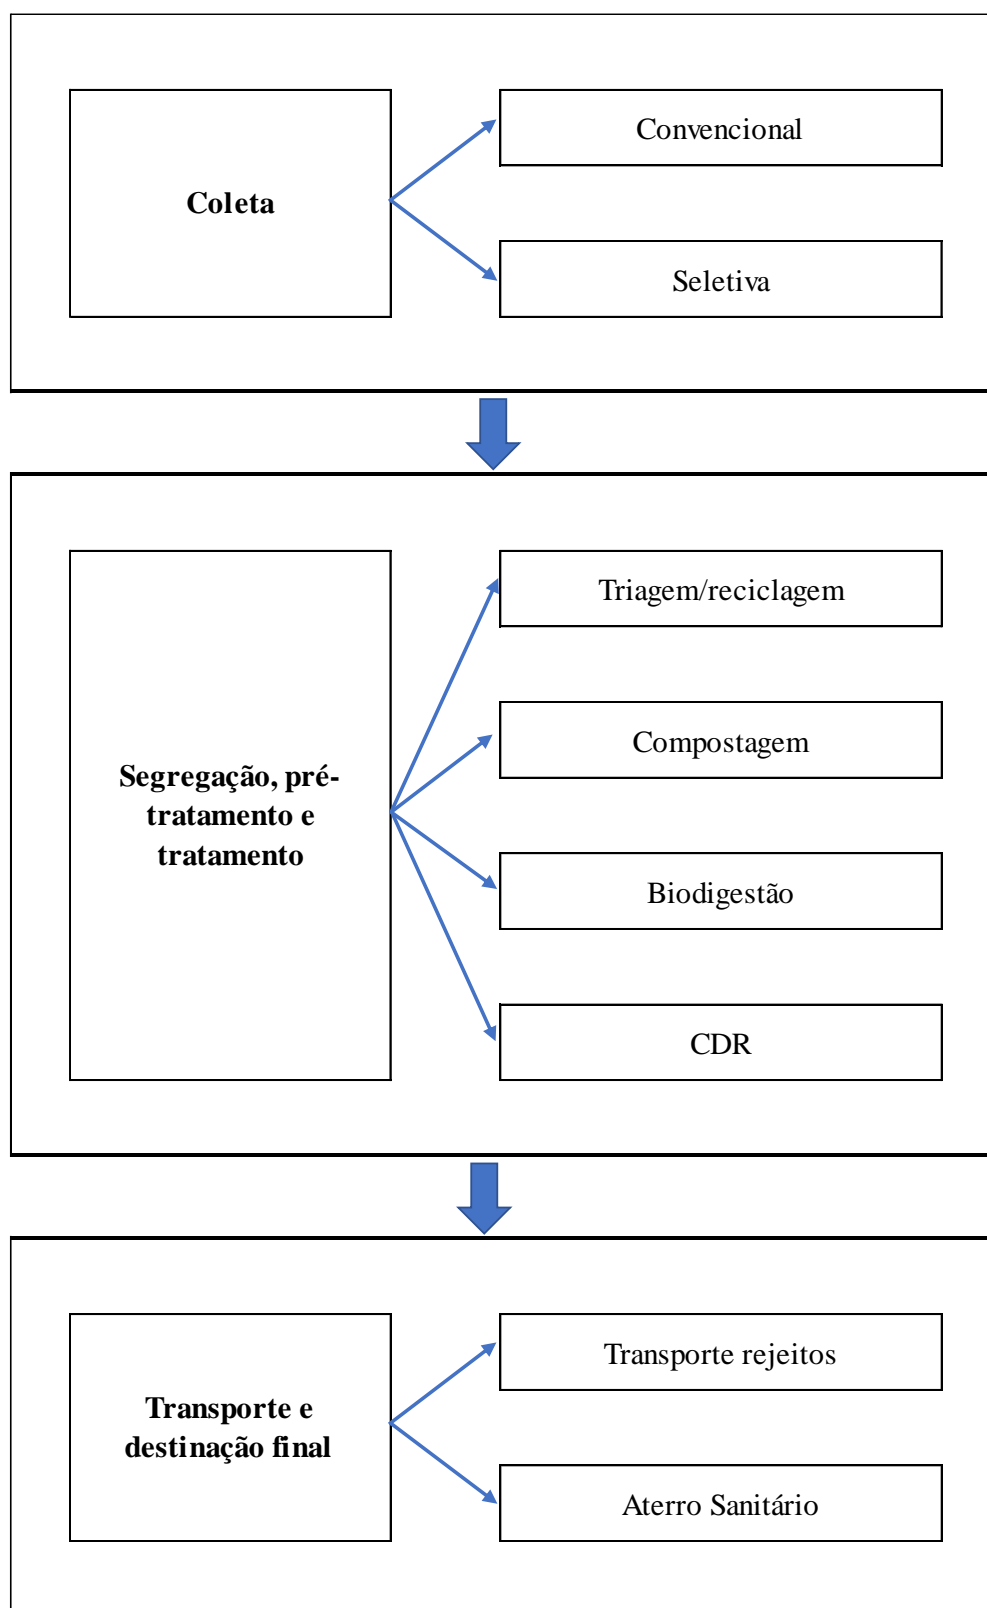 Coleta
Convencional
Seletiva
Segregação, pré-
tratamento e
tratamento
Triagem/reciclagem
Compostagem
Biodigestão
CDR
Transporte e
destinação final
Transporte rejeitos
Aterro Sanitário